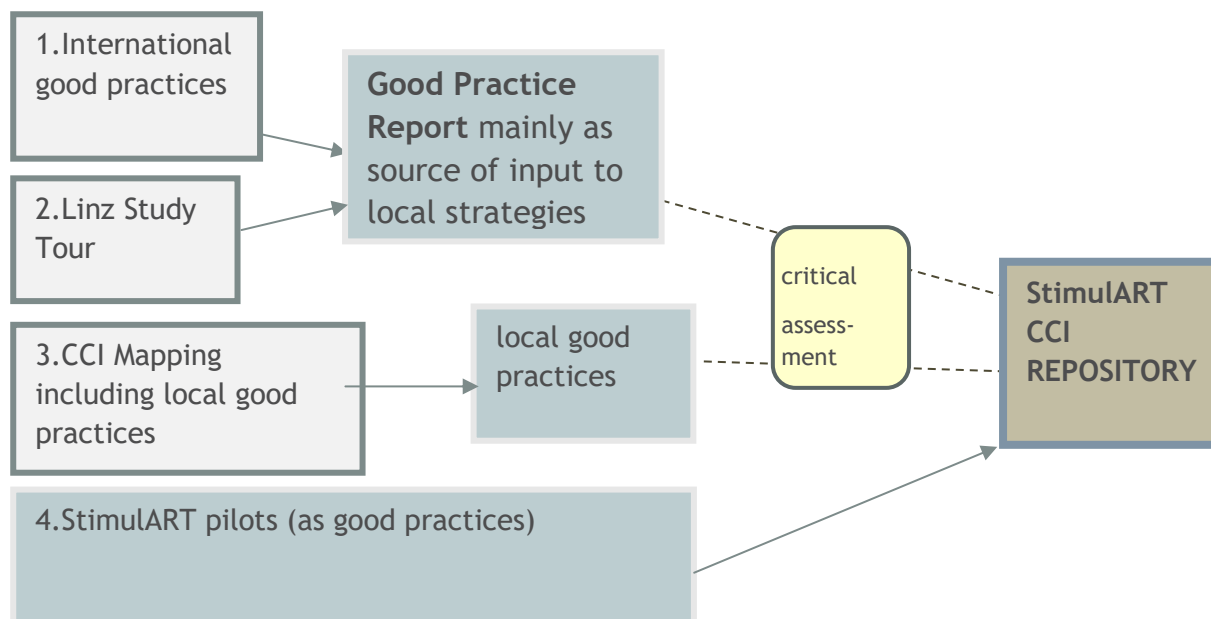 1.International
good practices
Good Practice
Report mainly as
source of input to
local strategies
2.Linz Study
Tour
critical
assess-
ment
StimulART
CCI
REPOSITORY
3.CCI Mapping
including local good
practices
local good
practices
4.StimulART pilots (as good practices)